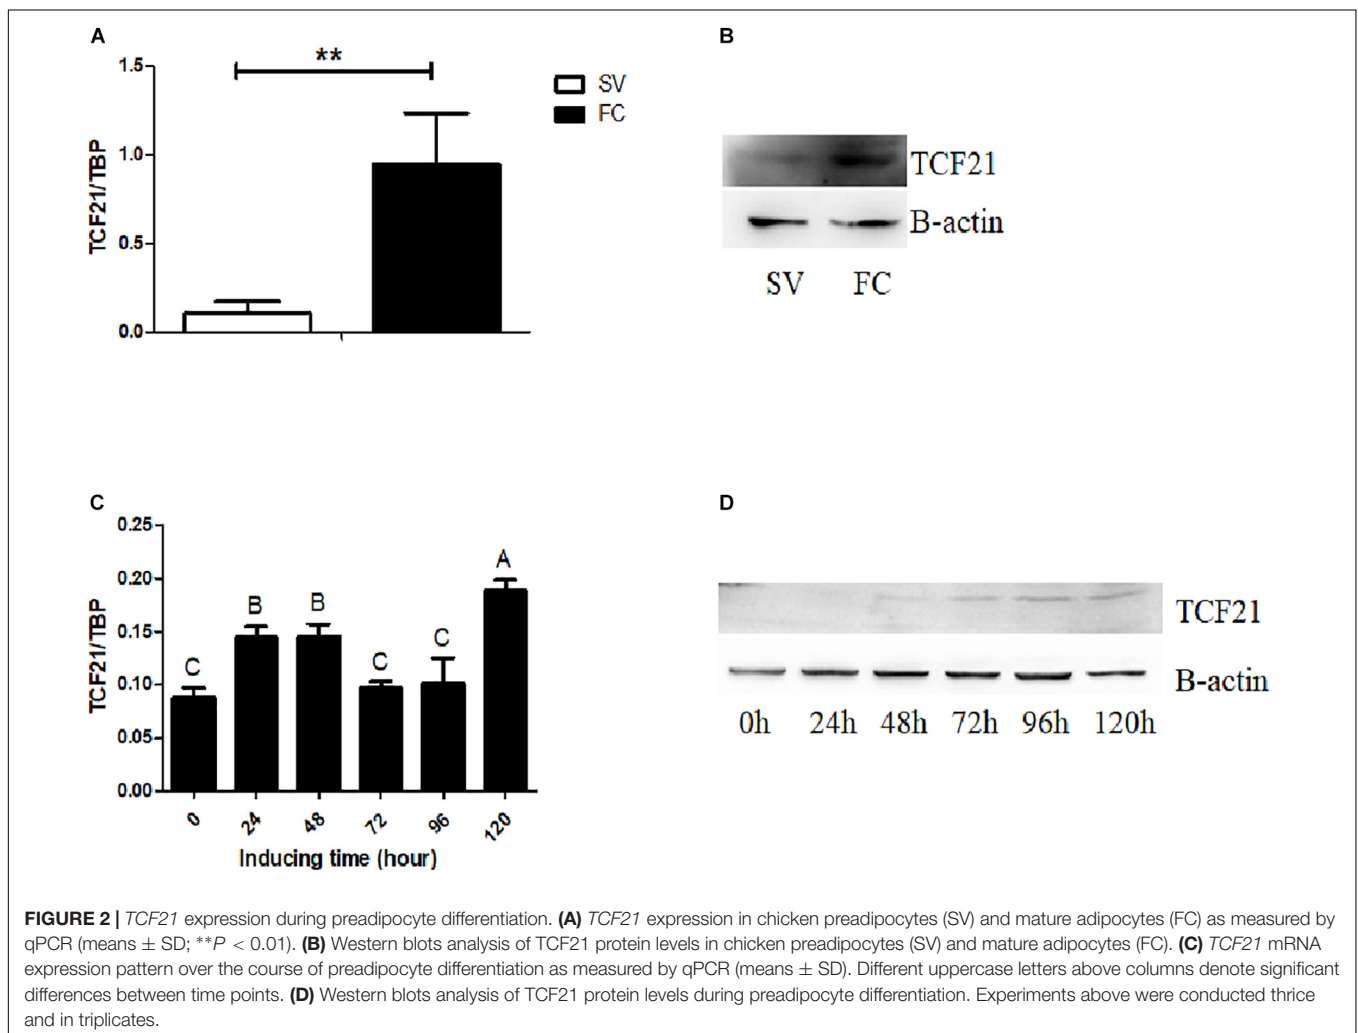 A
**
1.5
1.0
0.5
0.0
TCF21/TBP
SV
FC
B
TCF21
B-actin
SV FC
C
0.25
0.20
0.15
0.10
0.05
0.00
TCF21/TBP
C B B C C A
0 24 48 72 96 120
Inducing time (hour)
D
TCF21
B-actin
0h 24h 48h 72h 96h 120h
FIGURE 2 | TCF21 expression during preadipocyte differentiation. (A) TCF21 expression in chicken preadipocytes (SV) and mature adipocytes (FC) as measured by
qPCR (means ± SD; **P < 0.01). (B) Western blots analysis of TCF21 protein levels in chicken preadipocytes (SV) and mature adipocytes (FC). (C) TCF21 mRNA
expression pattern over the course of preadipocyte differentiation as measured by qPCR (means ± SD). Different uppercase letters above columns denote significant
differences between time points. (D) Western blots analysis of TCF21 protein levels during preadipocyte differentiation. Experiments above were conducted thrice
and in triplicates.